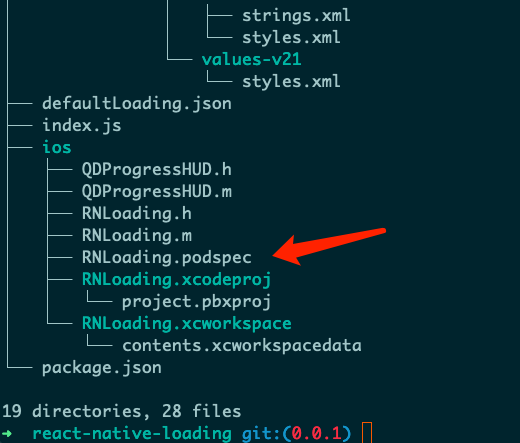 ├── strings.xml
└── styles.xml
└── values-v21
└── styles.xml
├── defaultLoading.json
├── index.js
├── ios
├── QDProgressHUD.h
├── QDProgressHUD.m
├── RNLoading.h
├── RNLoading.m
├── RNLoading.podspec
├── RNLoading.xcodeproj
└── project.pbxproj
└── RNLoading.xcworkspace
└── contents.xcworkspacedata
└── package.json
19 directories, 28 files
➜ react-native-loading git:(0.0.1)